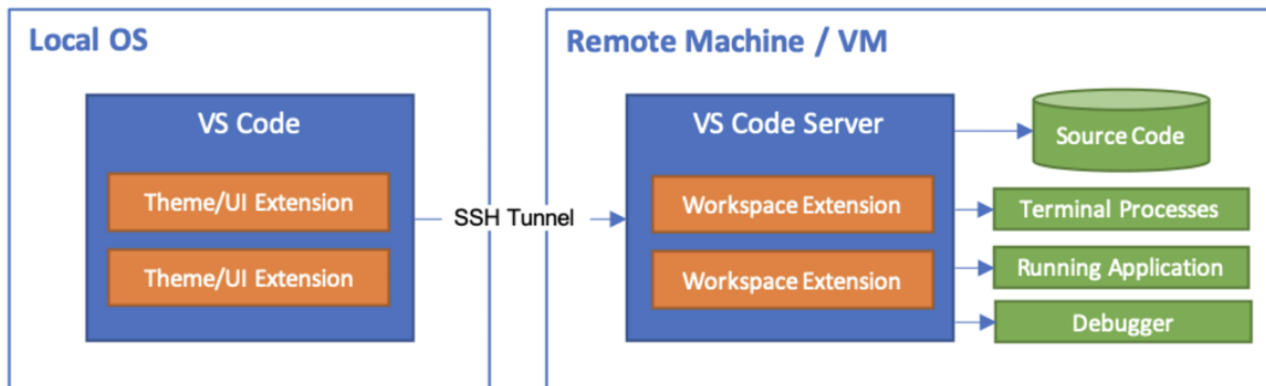 Local OS
VS Code
Theme/UI Extension
Theme/UI Extension
SSH Tunnel
Remote Machine / VM
VS Code Server
Workspace Extension
Workspace Extension
Source Code
Terminal Processes
Running Application
Debugger